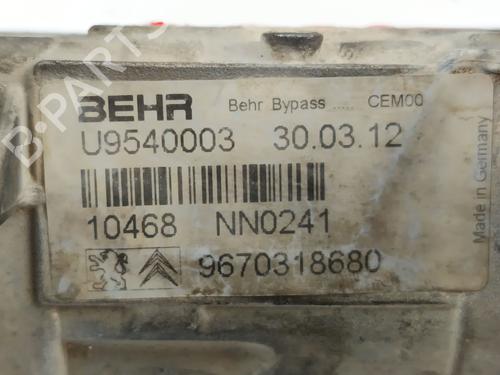 BEHR Behr Bypass ..... CEM00
U9540003 30.03.12
10468 NN0241
9670318680
Made in Germany
B-PARTS